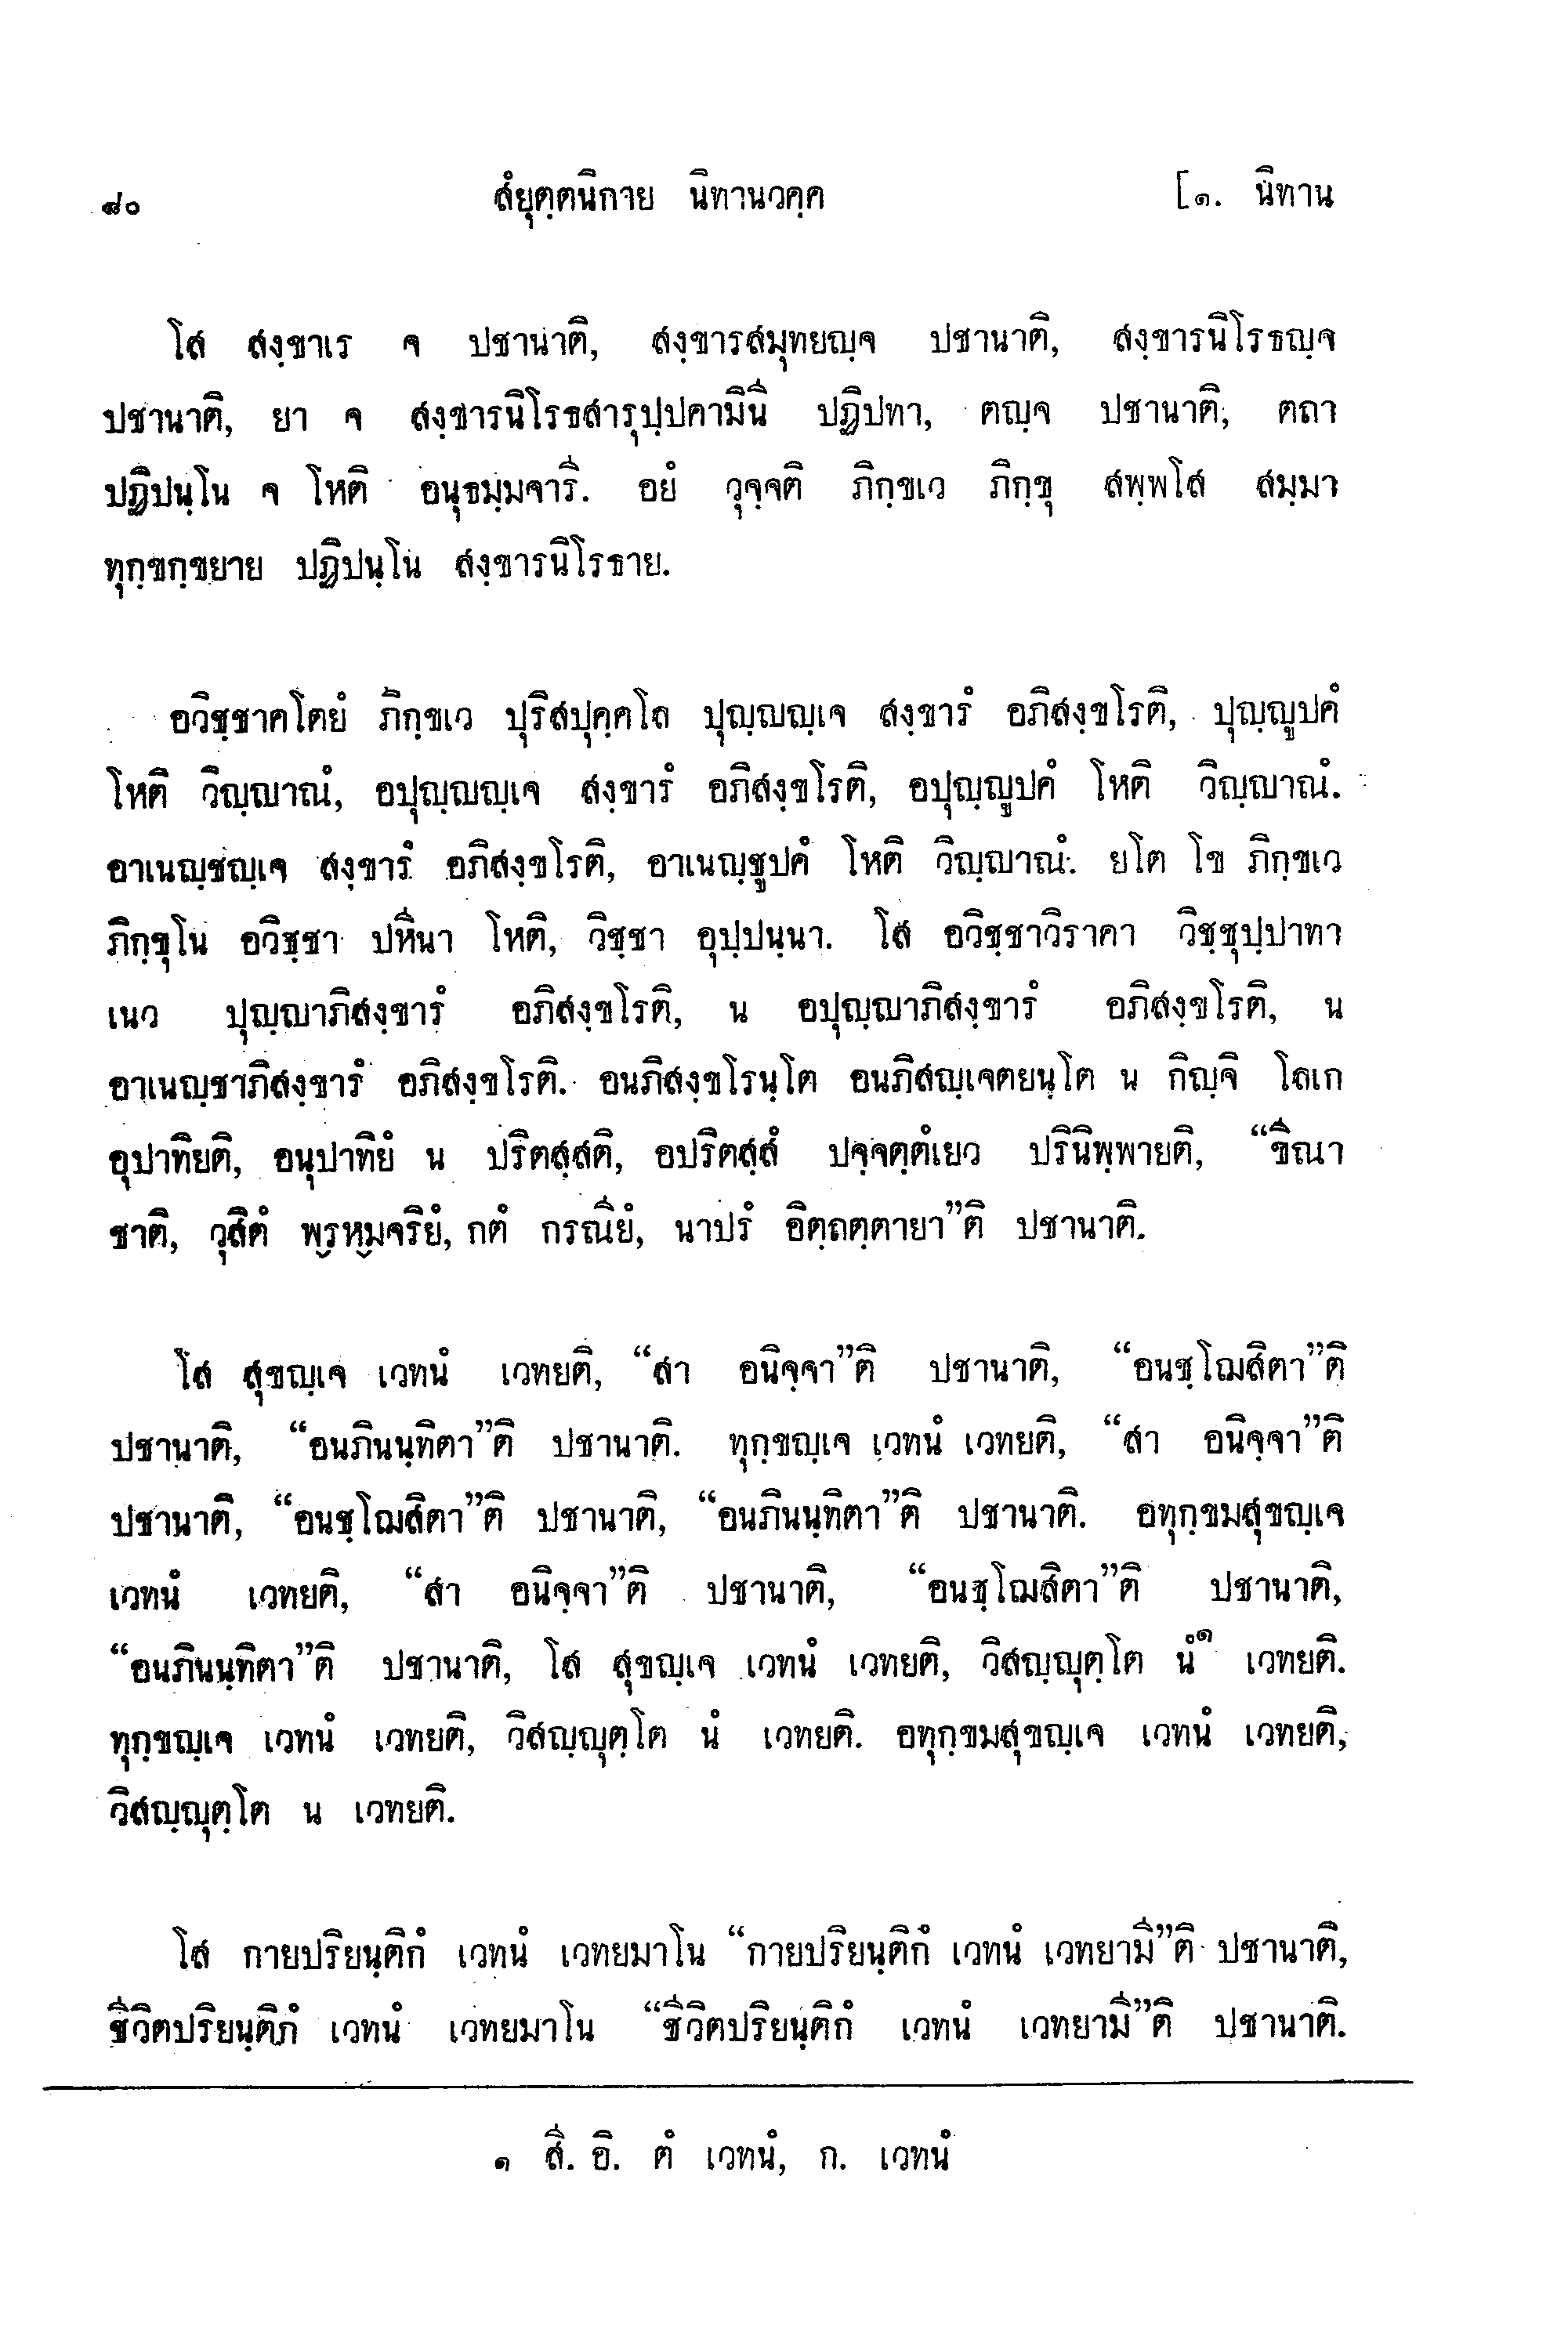 ๘๐ สํยุตฺตนิกาย นิทานวคฺค [๑. นิทาน
โส สงฺขาเร จ ปชานาติ, สงฺขารสมุทยญฺจ ปชานาติ, สงฺขารนิโรธญฺจ
ปชานาติ, ยา จ สงฺขารนิโรธสารุปฺปคามินี ปฏิปทา, ตญฺจ ปชานาติ, ตถา
ปฏิปนฺโน จ โหติ อนุธมฺมจารี. อยํ วุจฺจติ ภิกฺขเว ภิกฺขุ สพฺพโส สมฺมา
ทุกฺขกฺขยาย ปฏิปนฺโน สงฺขารนิโรธาย.
อวิชฺชาคโตยํ ภิกฺขเว ปุริสปุคฺคโล ปุญฺญญฺเจ สงฺขารํ อภิสงฺขโรติ, ปุญฺญูปคํ
โหติ วิญฺญาณํ, อปุญฺญญฺเจ สงฺขารํ อภิสงฺขโรติ, อปุญฺญูปคํ โหติ วิญฺญาณํ.
อาเนญฺชญฺเจ สงฺขารํ อภิสงฺขโรติ, อาเนญฺชูปคํ โหติ วิญฺญาณํ. ยโต โข ภิกฺขเว
ภิกฺขุโน อวิชฺชา ปหีนา โหติ, วิชฺชา อุปฺปนฺนา. โส อวิชฺชาวิราคา วิชฺชุปฺปาทา
เนว ปุญฺญาภิสงฺขารํ อภิสงฺขโรติ, น อปุญฺญาภิสงฺขารํ อภิสงฺขโรติ, น
อาเนญฺชาภิสงฺขารํ อภิสงฺขโรติ. อนภิสงฺขโรนฺโต อนภิสญฺเจตยนฺโต น กิญฺจิ โลเก
อุปาทิยติ, อนุปาทิยํ น ปริตสฺสติ, อปริตสฺสํ ปจฺจตฺตํเยว ปรินิพฺพายติ, “ขีณา
ชาติ, วุสิตํ พฺรหฺมจริยํ, กตํ กรณียํ, นาปรํ อิตฺถตฺตายา”ติ ปชานาติ.
โส สุขญฺเจ เวทนํ เวทยติ, “สา อนิจฺจา”ติ ปชานาติ, “อนชฺโฌสิตา”ติ
ปชานาติ, “อนภินนฺทิตา”ติ ปชานาติ. ทุกฺขญฺเจ เวทนํ เวทยติ, “สา อนิจฺจา”ติ
ปชานาติ, “อนชฺโฌสิตา”ติ ปชานาติ, “อนภินนฺทิตา”ติ ปชานาติ. อทุกฺขมสุขญฺเจ
เวทนํ เวทยติ, “สา อนิจฺจา”ติ ปชานาติ, “อนชฺโฌสิตา”ติ ปชานาติ,
“อนภินนฺทิตา”ติ ปชานาติ, โส สุขญฺเจ เวทนํ เวทยติ, วิสญฺญุตฺโต นํ๑ เวทยติ.
ทุกฺขญฺเจ เวทนํ เวทยติ, วิสญฺญุตฺโต นํ เวทยติ. อทุกฺขมสุขญฺเจ เวทนํ เวทยติ,
วิสญฺญุตฺโต น เวทยติ.
โส กายปริยนฺติกํ เวทนํ เวทยมาโน “กายปริยนฺติกํ เวทนํ เวทยามี”ติ ปชานาติ,
ชีวิตปริยนฺติกํ เวทนํ เวทยมาโน “ชีวิตปริยนฺติกํ เวทนํ เวทยามี”ติ ปชานาติ.
๑ สี. อิ. ตํ เวทนํ, ก. เวทนํ